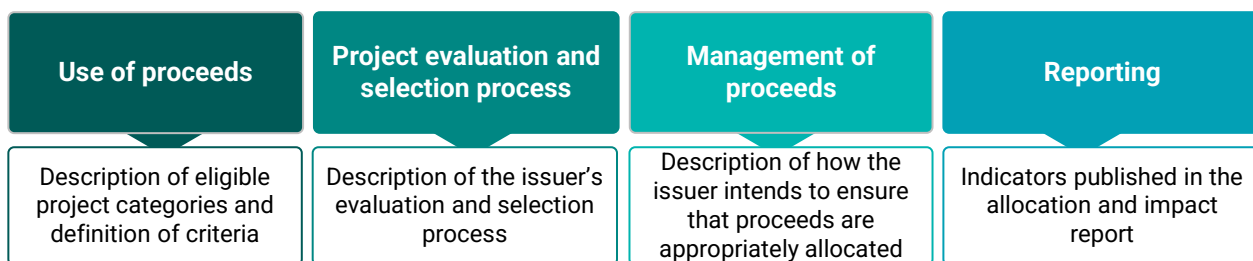 Use of proceeds
Project evaluation and
selection process
Management of
proceeds
Reporting
Description of eligible
project categories and
definition of criteria
Description of the issuer's
evaluation and selection
process
Description of how the
issuer intends to ensure
that proceeds are
appropriately allocated
Indicators published in the
allocation and impact
report